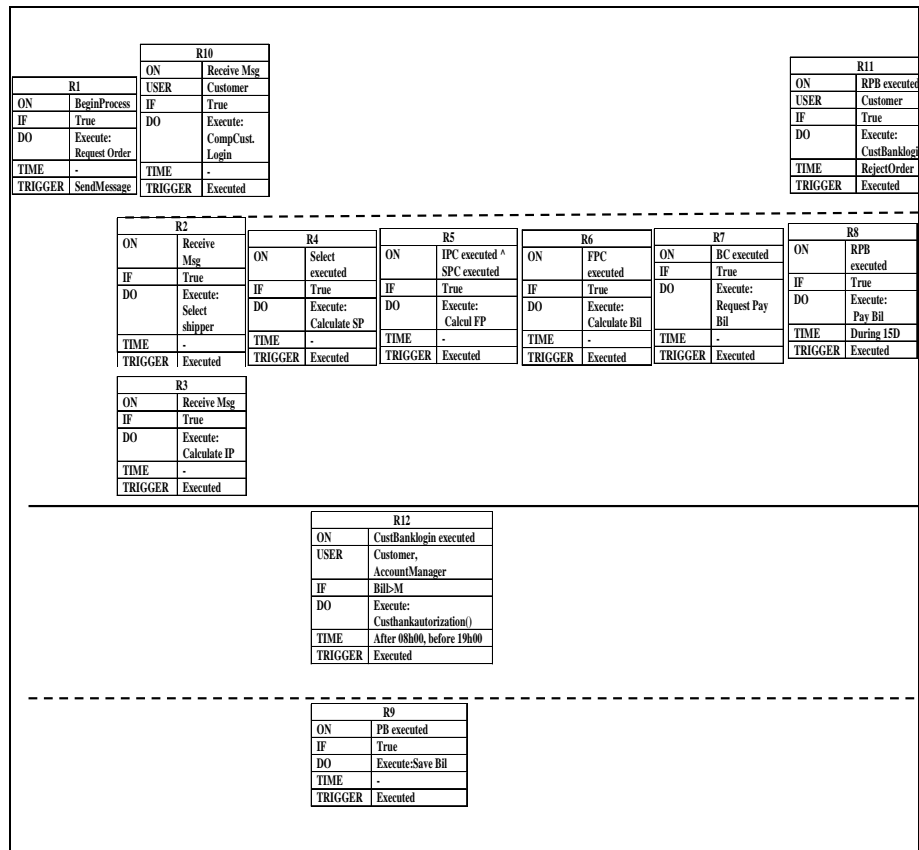 R1
ON BeginProcess
IF True
DO Execute:
Request Order
TIME -
TRIGGER SendMessage
R10
ON Receive Msg
USER Customer
IF True
DO Execute:
CompCust.
Login
TIME -
TRIGGER Executed
R11
ON RPB executed
USER Customer
IF True
DO Execute:
CustBanklogi
TIME RejectOrder
TRIGGER Executed
R2
ON Receive
Msg
IF True
DO Execute:
Select
shipper
TIME -
TRIGGER Executed
R4
ON Select
executed
IF True
DO Execute:
Calculate SP
TIME -
TRIGGER Executed
R5
ON IPC executed ^
SPC executed
IF True
DO Execute:
Calcul FP
TIME -
TRIGGER Executed
R6
ON FPC
executed
IF True
DO Execute:
Calculate Bil
TIME -
TRIGGER Executed
R7
ON BC executed
IF True
DO Execute:
Request Pay
Bil
TIME -
TRIGGER Executed
R8
ON RPB
executed
IF True
DO Execute:
Pay Bil
TIME During 15D
TRIGGER Executed
R3
ON Receive Msg
IF True
DO Execute:
Calculate IP
TIME -
TRIGGER Executed
R12
ON CustBanklogin executed
USER Customer,
AccountManager
IF Bill>M
DO Execute:
Custhankautorization()
TIME After 08h00, before 19h00
TRIGGER Executed
R9
ON PB executed
IF True
DO Execute:Save Bil
TIME -
TRIGGER Executed